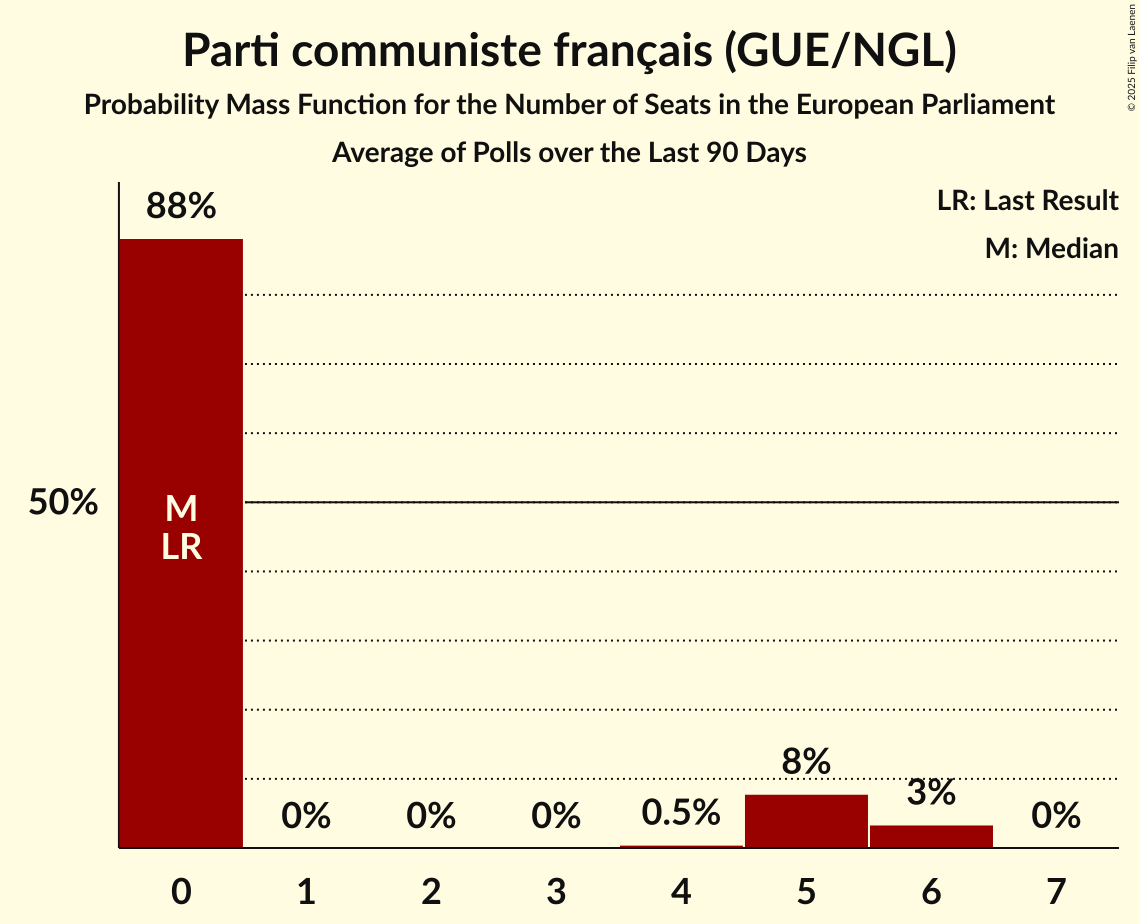 Parti communiste français (GUE/NGL)
Probability Mass Function for the Number of Seats in the European Parliament
Average of Polls over the Last 90 Days
© 2025 Filip van Laenen
LR: Last Result
M: Median
88%
50%
M
LR
0%
0%
0%
0.5%
8%
3%
0%
0 1 2 3 4 5 6 7